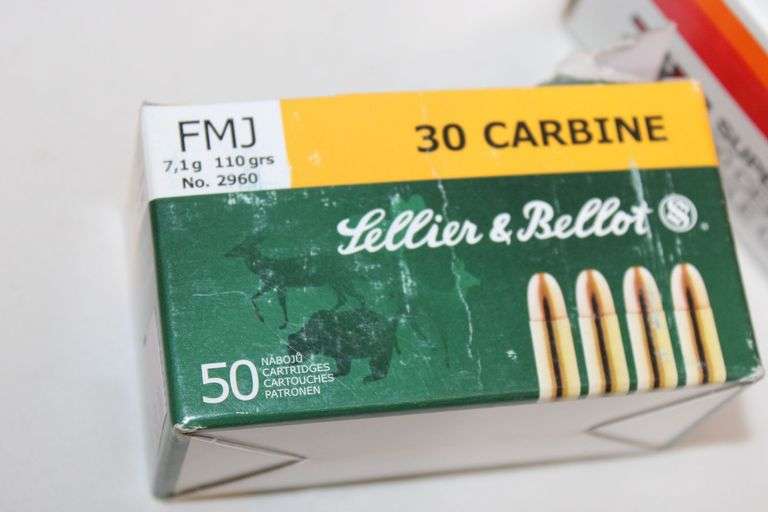 FMJ
7,1g 110 grs
No. 2960
30 CARBINE
Sellier & Bellot
50
NÁBOJŮ
CARTRIDGES
CARTOUCHES
PATRONEN